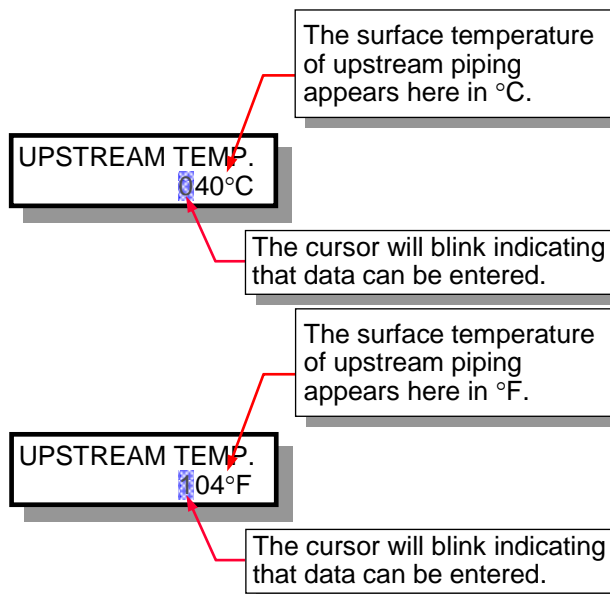 The surface temperature
of upstream piping
appears here in °C.
UPSTREAM TEMP.
040°C
The cursor will blink indicating
that data can be entered.
The surface temperature
of upstream piping
appears here in °F.
UPSTREAM TEMP.
104°F
The cursor will blink indicating
that data can be entered.